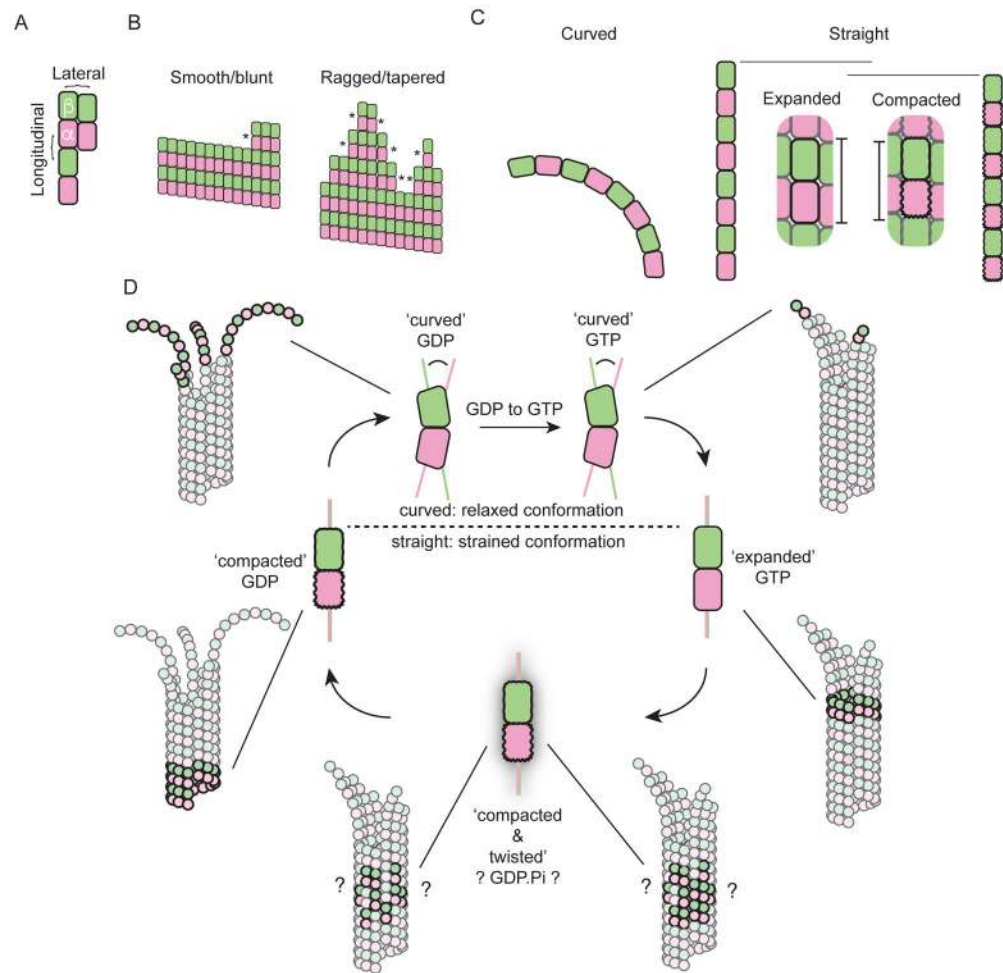 A
Lateral
β
α
Longitudinal
B
Smooth/blunt
*
Ragged/tapered
* *
* *
* *
**
C
Curved
Straight
Expanded
Compacted
D
'curved'
GDP
'curved'
GTP
GDP to GTP
curved: relaxed conformation
straight: strained conformation
'compacted'
GDP
'expanded'
GTP
'compacted
&
twisted'
? GDP.Pi ?
? ?
? ?